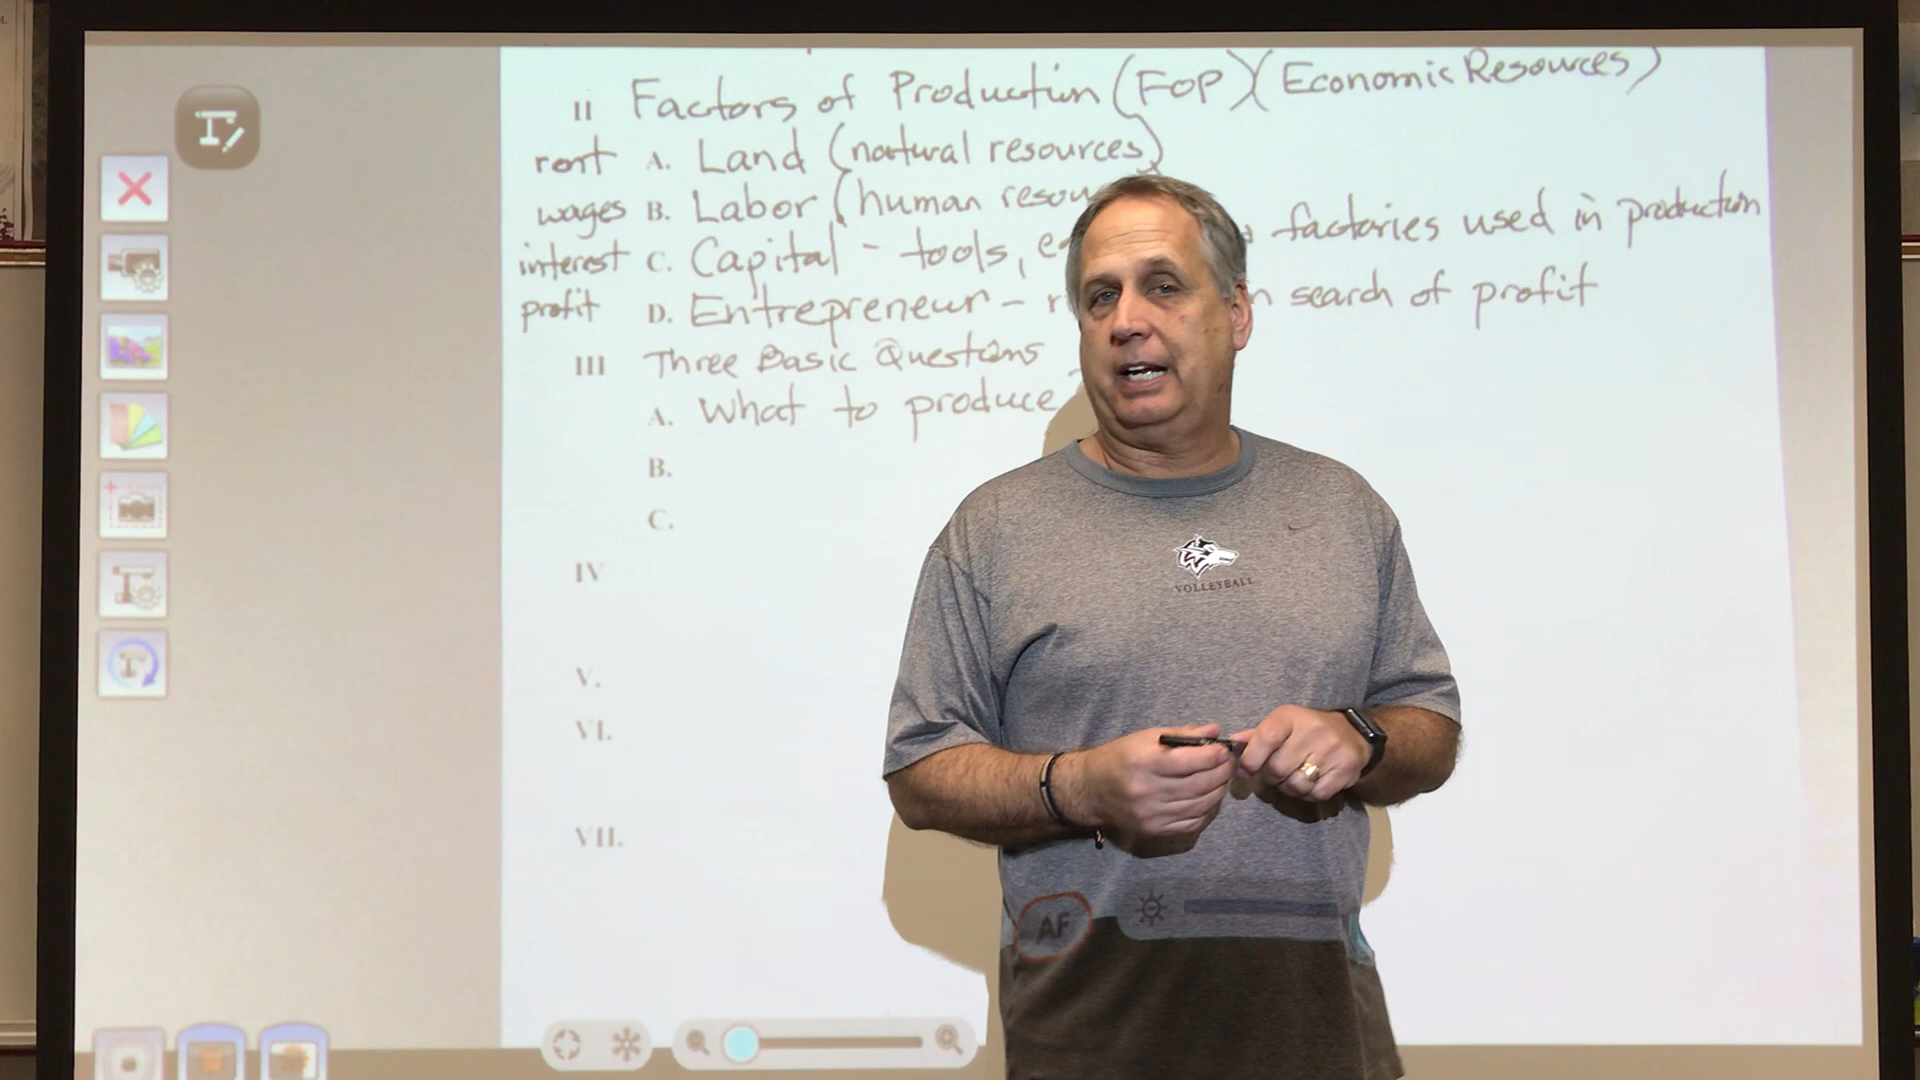 II Factors of Production (FOP) (Economic Resources)
rent A. Land (natural resources)
wages B. Labor (human
interest C. Capital - tools, factories used in production
profit D. Entrepreneur - in search of profit
III Three Basic Questions
A. What to produce
B.
C.
IV
V.
VI.
VII.
VOLLEYBALL
AF